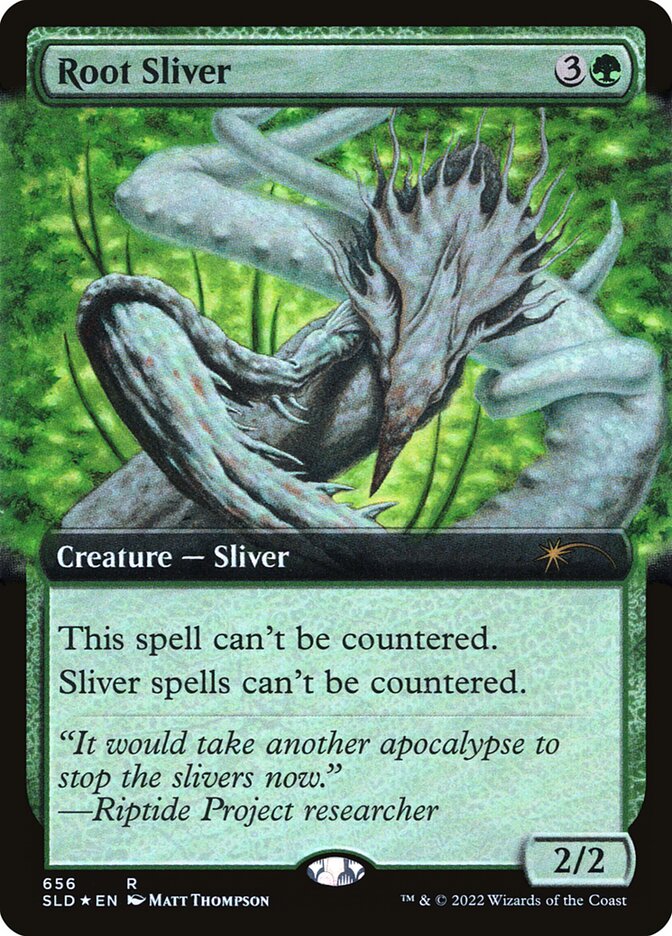 Root Sliver 3
Creature — Sliver
This spell can't be countered.
Sliver spells can't be countered.
“It would take another apocalypse to
stop the slivers now.”
—Riptide Project researcher
2/2
656 R
SLD★EN Matt Thompson
™ & © 2022 Wizards of the Coast